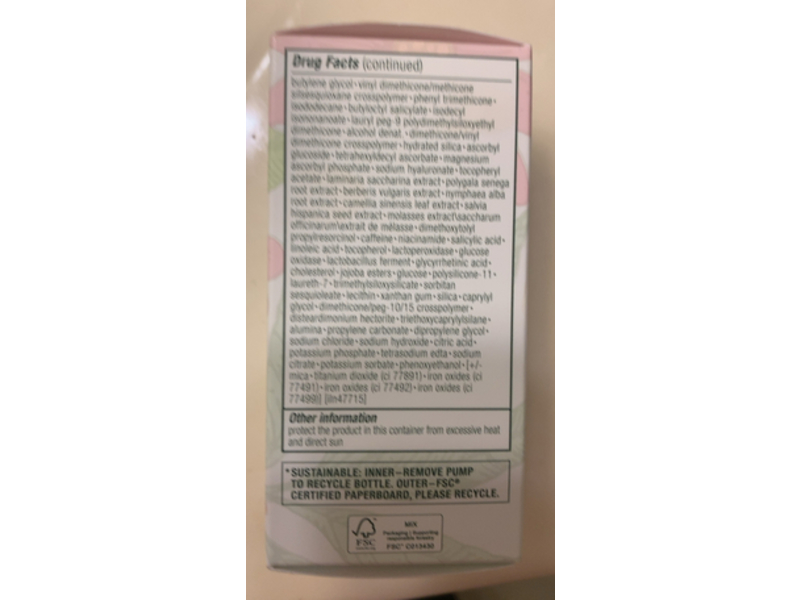 Drug Facts (continued)
butylene glycol • vinyl dimethicone/methicone
silsesquioxane crosspolymer • phenyl trimethicone •
isododecane • butyloctyl salicylate • isodecyl
isononanoate • lauryl peg-9 polydimethylsiloxyethyl
dimethicone • alcohol denat. • dimethicone/vinyl
dimethicone crosspolymer • hydrated silica • ascorbyl
glucoside • tetrahexyldecyl ascorbate • magnesium
ascorbyl phosphate • sodium hyaluronate • tocopheryl
acetate • laminaria saccharina extract • polygala senega
root extract • berberis vulgaris extract • nymphaea alba
root extract • camellia sinensis leaf extract • salvia
hispanica seed extract • molasses extract\saccharum
officinarum\extrait de mélasse • dimethoxytolyl
propylresorcinol • caffeine • niacinamide • salicylic acid •
linoleic acid • tocopherol • lactoperoxidase • glucose
oxidase • lactobacillus ferment • glycyrrhetinic acid •
cholesterol • jojoba esters • glucose • polysilicone-11 •
laureth-7 • trimethylsiloxysilicate • sorbitan
sesquioleate • lecithin • xanthan gum • silica • caprylyl
glycol • dimethicone/peg-10/15 crosspolymer •
disteardimonium hectorite • triethoxycaprylylsilane •
alumina • propylene carbonate • dipropylene glycol •
sodium chloride • sodium hydroxide • citric acid •
potassium phosphate • tetrasodium edta • sodium
citrate • potassium sorbate • phenoxyethanol • [+/-
mica • titanium dioxide (ci 77891) • iron oxides (ci
77491) • iron oxides (ci 77492) • iron oxides (ci
77499)] [iln47715]
Other information
protect the product in this container from excessive heat
and direct sun
*SUSTAINABLE: INNER–REMOVE PUMP
TO RECYCLE BOTTLE. OUTER–FSC®
CERTIFIED PAPERBOARD, PLEASE RECYCLE.
FSC
MIX
Packaging | Supporting
responsible forestry
FSC® C013430